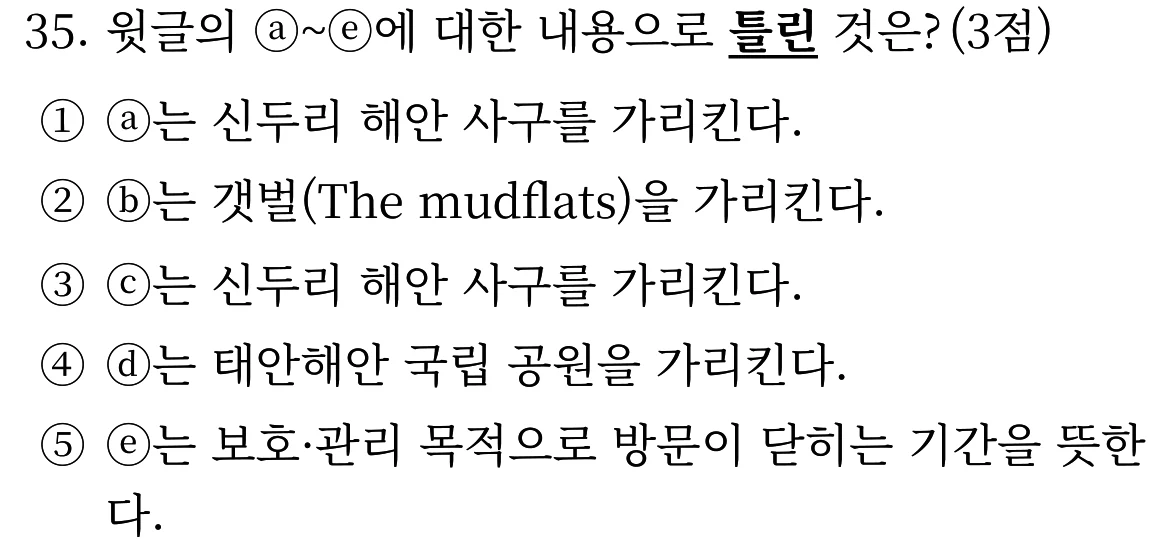 35. 윗글의 ⓐ~ⓔ에 대한 내용으로 틀린 것은?(3점)
① ⓐ는 신두리 해안 사구를 가리킨다.
② ⓑ는 갯벌(The mudflats)을 가리킨다.
③ ⓒ는 신두리 해안 사구를 가리킨다.
④ ⓓ는 태안해안 국립 공원을 가리킨다.
⑤ ⓔ는 보호·관리 목적으로 방문이 닫히는 기간을 뜻한
다.